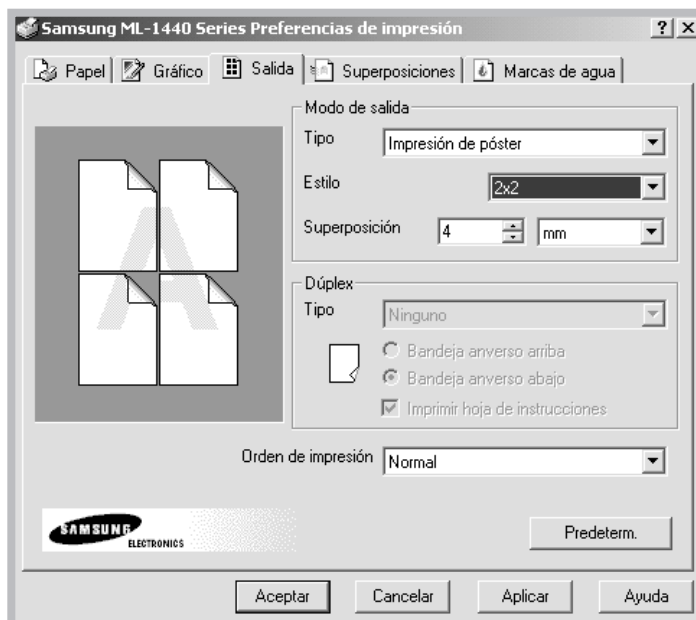 Samsung ML-1440 Series Preferencias de impresión
Papel Gráfico Salida Superposiciones Marcas de agua
Modo de salida
Tipo Impresión de póster
Estilo 2x2
Superposición 4 mm
A
Dúplex
Tipo Ninguno
Bandeja anverso arriba
Bandeja anverso abajo
Imprimir hoja de instrucciones
Orden de impresión Normal
SAMSUNG
ELECTRONICS
Predeterm.
Aceptar Cancelar Aplicar Ayuda